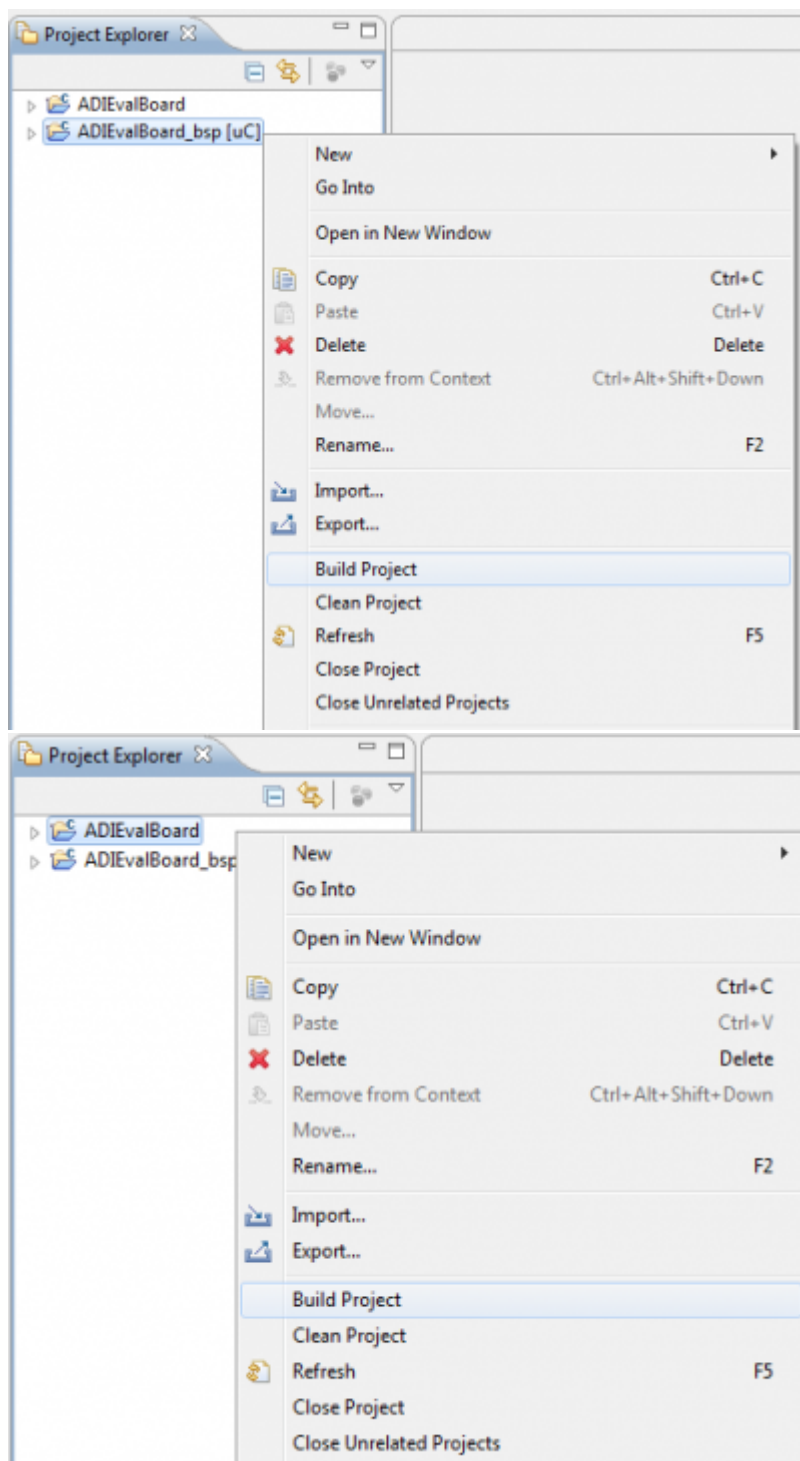 Project Explorer
ADIEvalBoard
ADIEvalBoard_bsp [uC]
New
Go Into
Open in New Window
Copy Ctrl+C
Paste Ctrl+V
Delete Delete
Remove from Context Ctrl+Alt+Shift+Down
Move...
Rename... F2
Import...
Export...
Build Project
Clean Project
Refresh F5
Close Project
Close Unrelated Projects
Project Explorer
ADIEvalBoard
ADIEvalBoard_bsp
New
Go Into
Open in New Window
Copy Ctrl+C
Paste Ctrl+V
Delete Delete
Remove from Context Ctrl+Alt+Shift+Down
Move...
Rename... F2
Import...
Export...
Build Project
Clean Project
Refresh F5
Close Project
Close Unrelated Projects